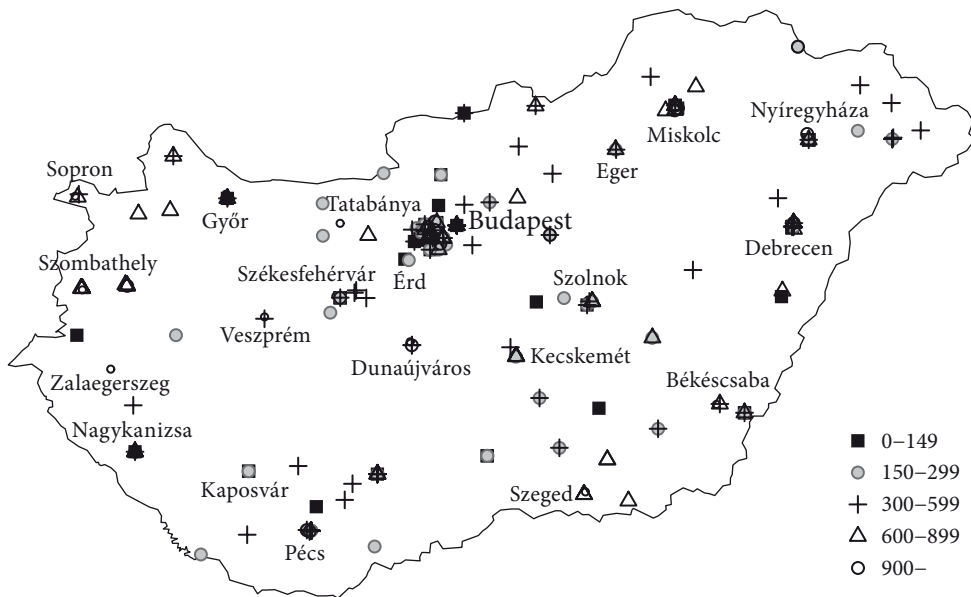 Sopron
Győr
Tatabánya
Budapest
Eger
Miskolc
Nyíregyháza
Debrecen
Szombathely
Székesfehérvár
Érd
Szolnok
Veszprém
Dunaújváros
Kecskemét
Zalaegerszeg
Békéscsaba
Nagykanizsa
Kaposvár
Szeged
Pécs
0–149
150–299
300–599
600–899
900–